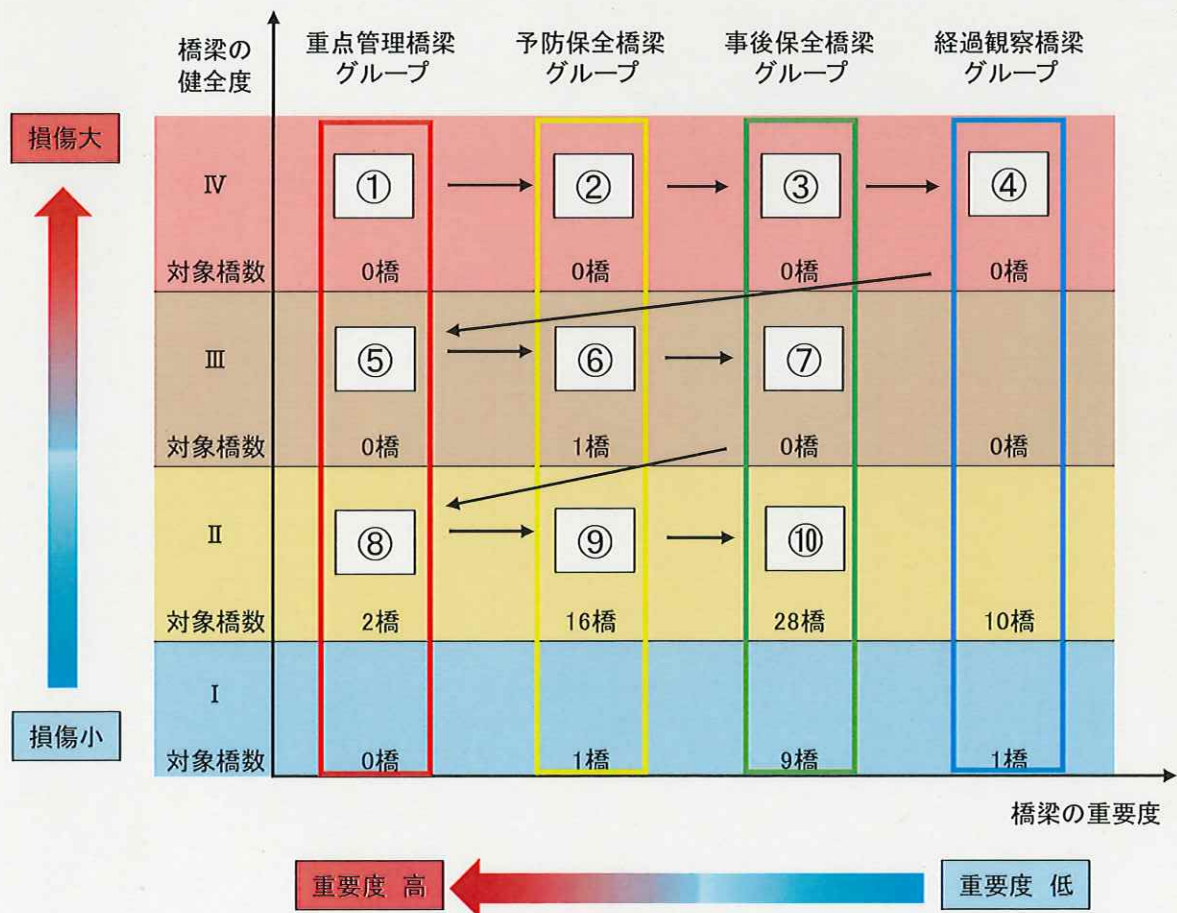 橋梁の
健全度
重点管理橋梁
グループ
予防保全橋梁
グループ
事後保全橋梁
グループ
経過観察橋梁
グループ
損傷大
Ⅳ
①
②
③
④
対象橋数
0橋
0橋
0橋
0橋
Ⅲ
⑤
⑥
⑦
対象橋数
0橋
1橋
0橋
0橋
Ⅱ
⑧
⑨
⑩
対象橋数
2橋
16橋
28橋
10橋
Ⅰ
損傷小
対象橋数
0橋
1橋
9橋
1橋
橋梁の重要度
重要度 高
重要度 低